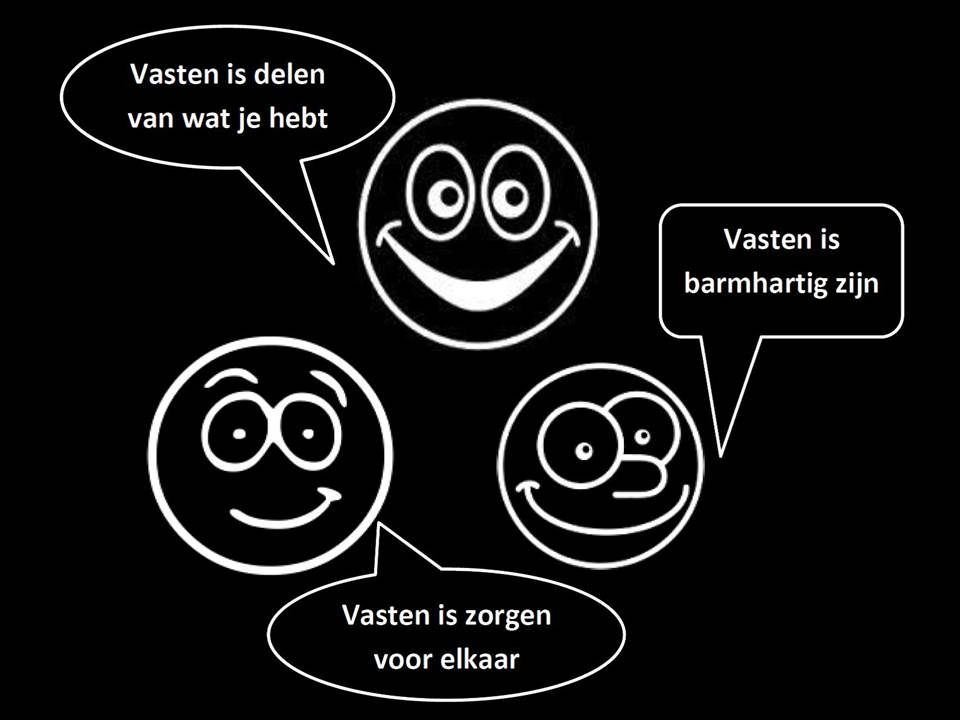 Vasten is delen
van wat je hebt
Vasten is
barmhartig zijn
Vasten is zorgen
voor elkaar